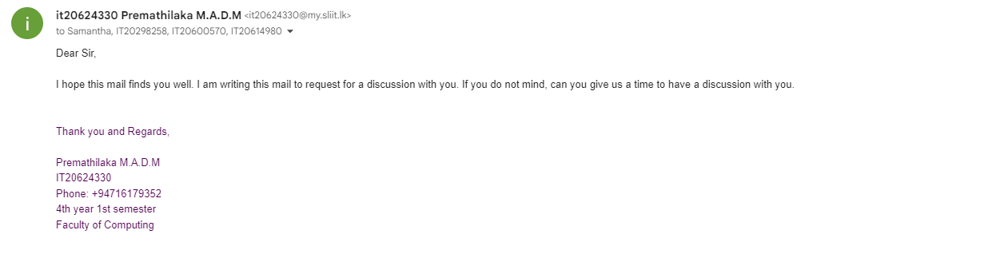 i
it20624330 Premathilaka M.A.D.M <it20624330@my.sliit.lk>
to Samantha, IT20298258, IT20600570, IT20614980
Dear Sir,
I hope this mail finds you well. I am writing this mail to request for a discussion with you. If you do not mind, can you give us a time to have a discussion with you.
Thank you and Regards,
Premathilaka M.A.D.M
IT20624330
Phone: +94716179352
4th year 1st semester
Faculty of Computing